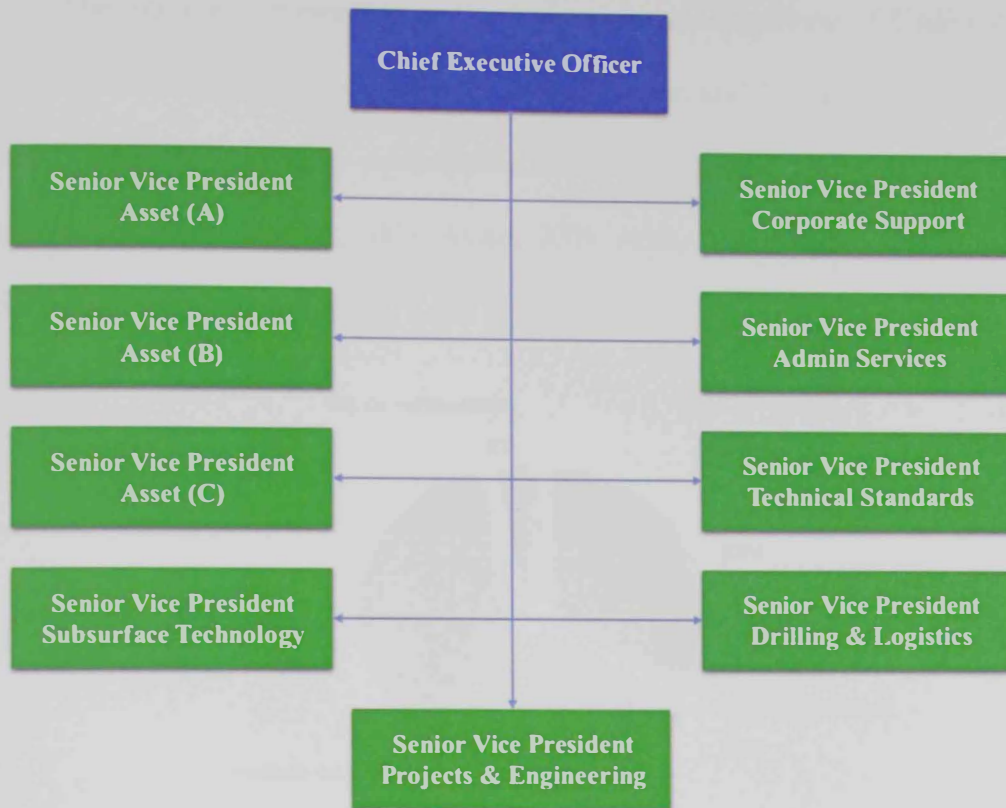 Chief Executive Officer
Senior Vice President
Asset (A)
Senior Vice President
Corporate Support
Senior Vice President
Asset (B)
Senior Vice President
Admin Services
Senior Vice President
Asset (C)
Senior Vice President
Technical Standards
Senior Vice President
Subsurface Technology
Senior Vice President
Drilling & Logistics
Senior Vice President
Projects & Engineering